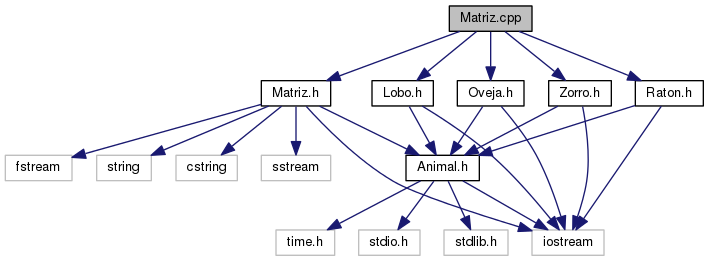 Matriz.cpp
Matriz.h
Lobo.h
Oveja.h
Zorro.h
Raton.h
fstream
string
cstring
sstream
Animal.h
time.h
stdio.h
stdlib.h
iostream